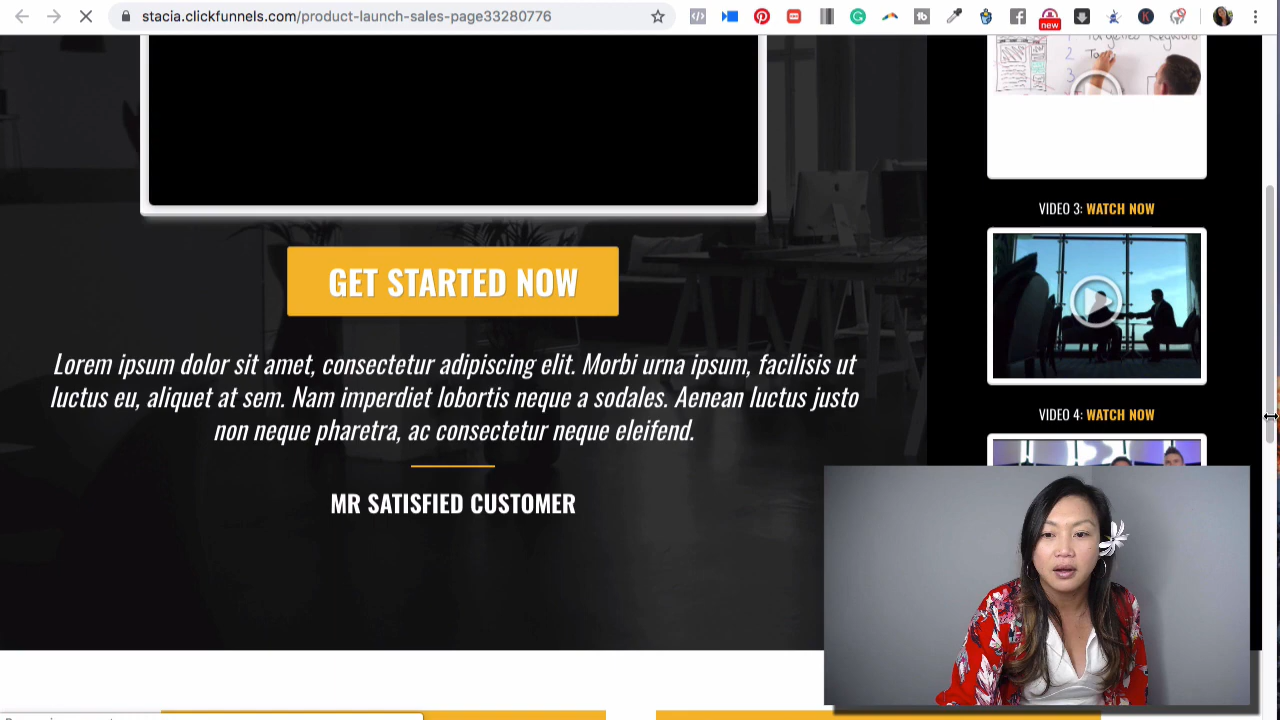 stacia.clickfunnels.com/product-launch-sales-page33280776
new
VIDEO 3: WATCH NOW
GET STARTED NOW
Lorem ipsum dolor sit amet, consectetur adipiscing elit. Morbi urna ipsum, facilisis ut
luctus eu, aliquet at sem. Nam imperdiet lobortis neque a sodales. Aenean luctus justo
non neque pharetra, ac consectetur neque eleifend.
VIDEO 4: WATCH NOW
MR SATISFIED CUSTOMER